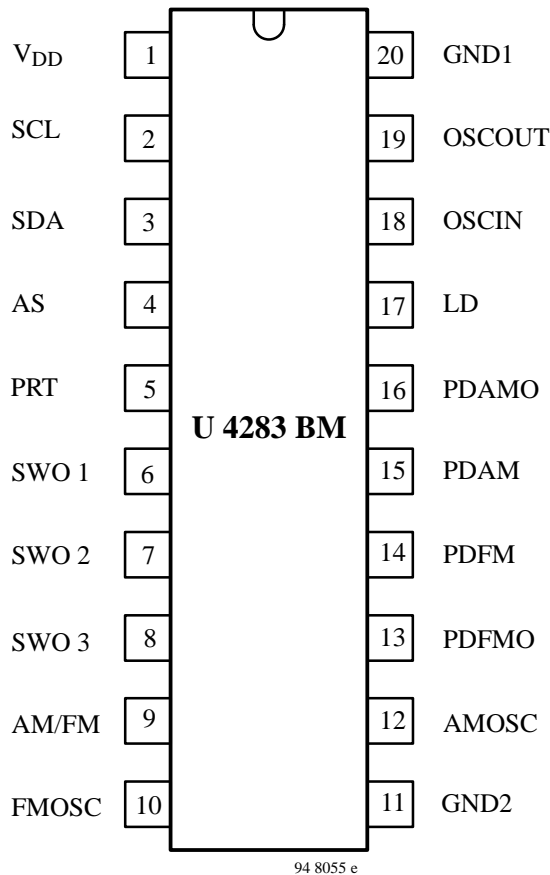 VDD 1 20 GND1
SCL 2 19 OSCOUT
SDA 3 18 OSCIN
AS 4 17 LD
PRT 5 16 PDAMO
U 4283 BM
SWO 1 6 15 PDAM
SWO 2 7 14 PDFM
SWO 3 8 13 PDFMO
AM/FM 9 12 AMOSC
FMOSC 10 11 GND2
94 8055 e